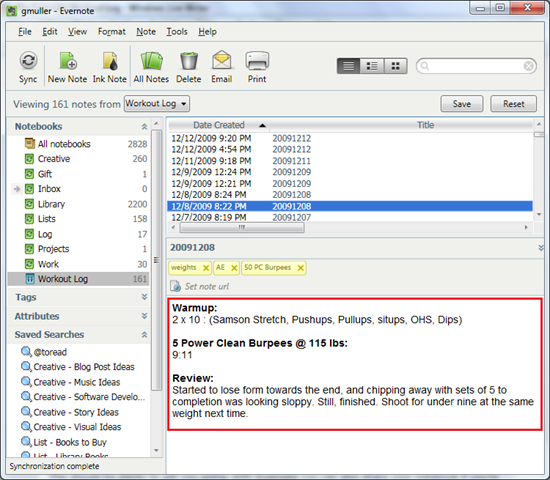 gmuller - Evernote
File Edit View Format Note Tools Help
Sync New Note Ink Note All Notes Delete Email Print
Viewing 161 notes from Workout Log Save Reset
Notebooks
All notebooks 2828
Creative 260
Gift 1
Inbox 0
Library 2200
Lists 158
Log 17
Projects 1
Work 30
Workout Log 161
Tags
Attributes
Saved Searches
@toread
Creative - Blog Post Ideas
Creative - Music Ideas
Creative - Software Develo...
Creative - Story Ideas
Creative - Visual Ideas
List - Books to Buy
List - Library Books
Synchronization complete
Date Created Title
12/12/2009 9:20 PM 20091212
12/12/2009 4:54 PM 20091212
12/11/2009 9:18 PM 20091211
12/9/2009 12:24 PM 20091209
12/9/2009 12:21 PM 20091209
12/8/2009 8:24 PM 20091208
12/8/2009 8:22 PM 20091208
12/7/2009 8:19 PM 20091207
20091208
weights AE 50 PC Burpees
Set note url
Warmup:
2 x 10 : (Samson Stretch, Pushups, Pullups, situps, OHS, Dips)
5 Power Clean Burpees @ 115 lbs:
9:11
Review:
Started to lose form towards the end, and chipping away with sets of 5 to
completion was looking sloppy. Still, finished. Shoot for under nine at the same
weight next time.